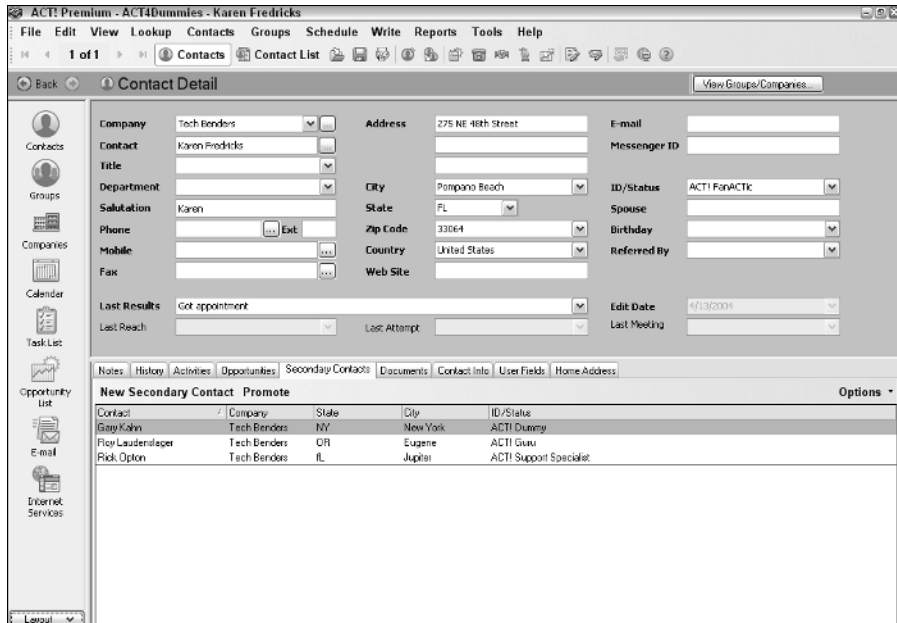 ACT! Premium - ACT4Dummies - Karen Fredricks
File Edit View Lookup Contacts Groups Schedule Write Reports Tools Help
1 of 1 Contacts Contact List
Back Contact Detail View Groups/Companies...
Contacts
Groups
Companies
Calendar
Task List
Opportunity List
E-mail
Internet Services
Layout
Company Tech Benders Address 275 NE 48th Street E-mail
Contact Karen Fredricks Messenger ID
Title
Department City Pompano Beach ID/Status ACT! FanACTic
Salutation Karen State FL Spouse
Phone ... Ext Zip Code 33064 Birthday
Mobile ... Country United States Referred By
Fax ... Web Site
Last Results Got appointment Edit Date 4/13/2004
Last Reach Last Attempt Last Meeting
Notes History Activities Opportunities Secondary Contacts Documents Contact Info User Fields Home Address
New Secondary Contact Promote Options
Contact Company State City ID/Status
Gary Kahn Tech Benders NY New York ACT! Dummy
Roy Laudenslager Tech Benders OR Eugene ACT! Guru
Rick Opton Tech Benders fL Jupiter ACT! Support Specialist